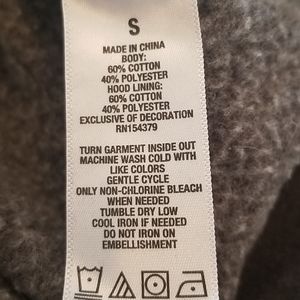 S
MADE IN CHINA
BODY:
60% COTTON
40% POLYESTER
HOOD LINING:
60% COTTON
40% POLYESTER
EXCLUSIVE OF DECORATION
RN154379
TURN GARMENT INSIDE OUT
MACHINE WASH COLD WITH
LIKE COLORS
GENTLE CYCLE
ONLY NON-CHLORINE BLEACH
WHEN NEEDED
TUMBLE DRY LOW
COOL IRON IF NEEDED
DO NOT IRON ON
EMBELLISHMENT